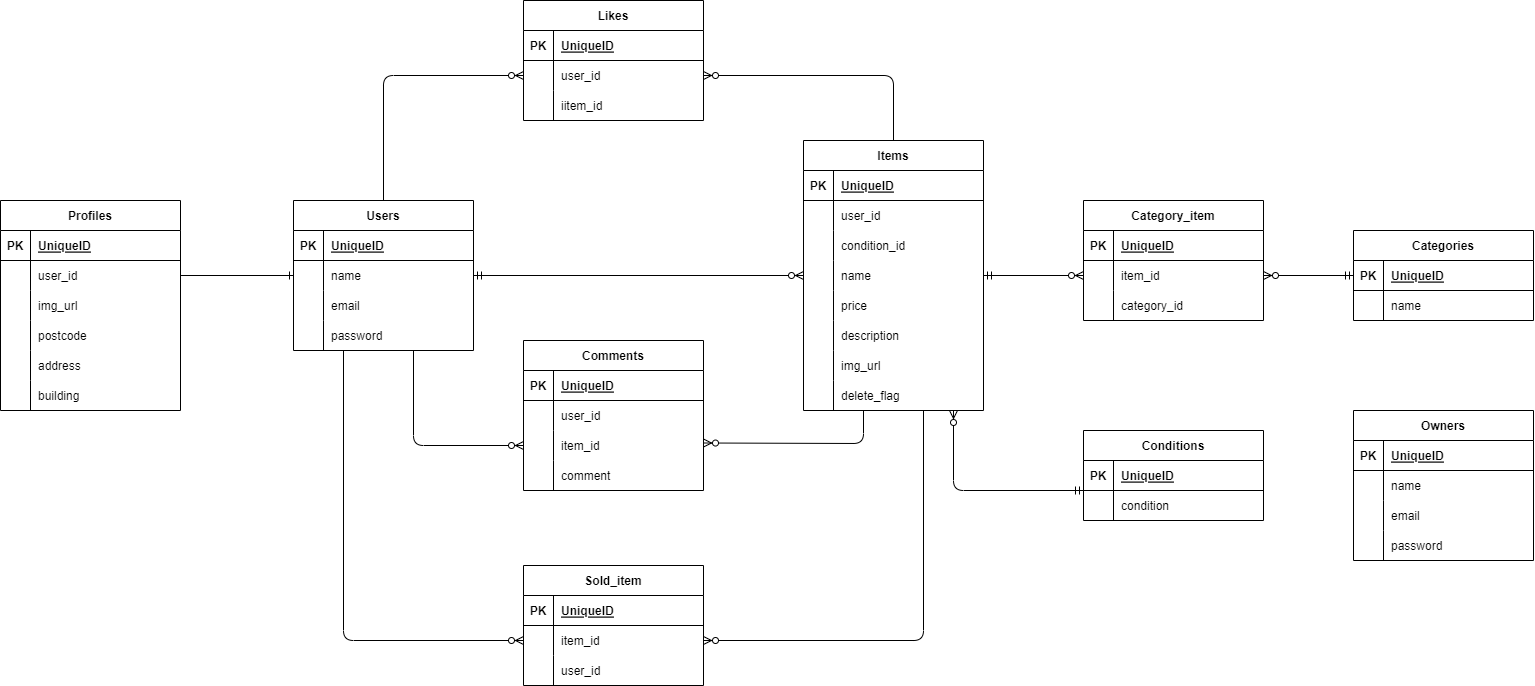 Likes
PK UniqueID
user_id
iitem_id
Items
PK UniqueID
user_id
condition_id
name
price
description
img_url
delete_flag
Profiles
PK UniqueID
user_id
img_url
postcode
address
building
Users
PK UniqueID
name
email
password
Category_item
PK UniqueID
item_id
category_id
Categories
PK UniqueID
name
Comments
PK UniqueID
user_id
item_id
comment
Conditions
PK UniqueID
condition
Owners
PK UniqueID
name
email
password
Sold_item
PK UniqueID
item_id
user_id